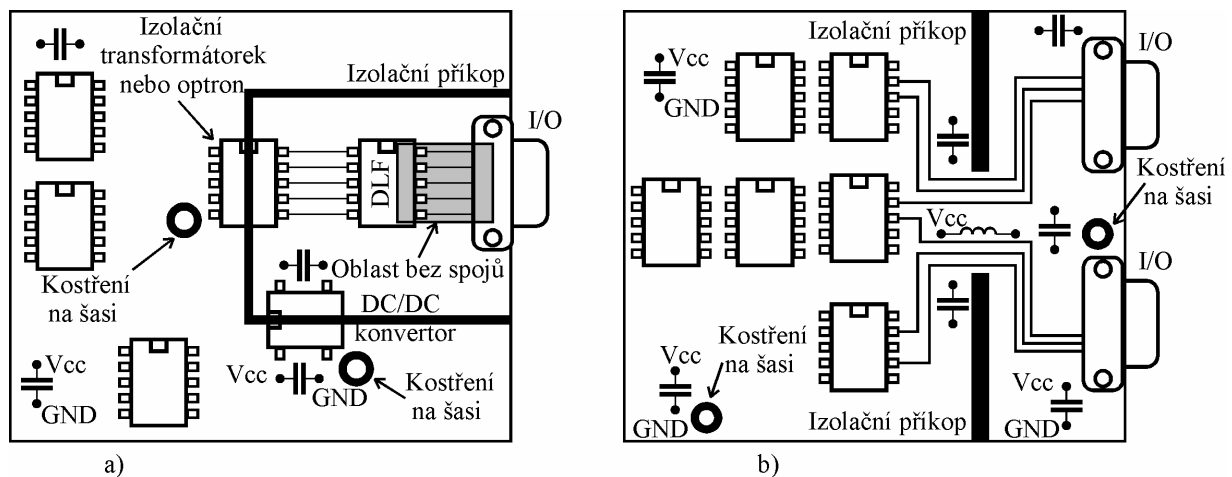 Izolační
transformátorek
nebo optron
Izolační příkop
I/O
DLF
Kostření
na šasi
Oblast bez spojů
DC/DC
konvertor
Vcc
GND
Vcc
GND
Kostření
na šasi
a)
Izolační příkop
I/O
Vcc
GND
Kostření
na šasi
Vcc
I/O
Kostření
na šasi
Vcc
GND
Vcc
GND
Izolační příkop
b)